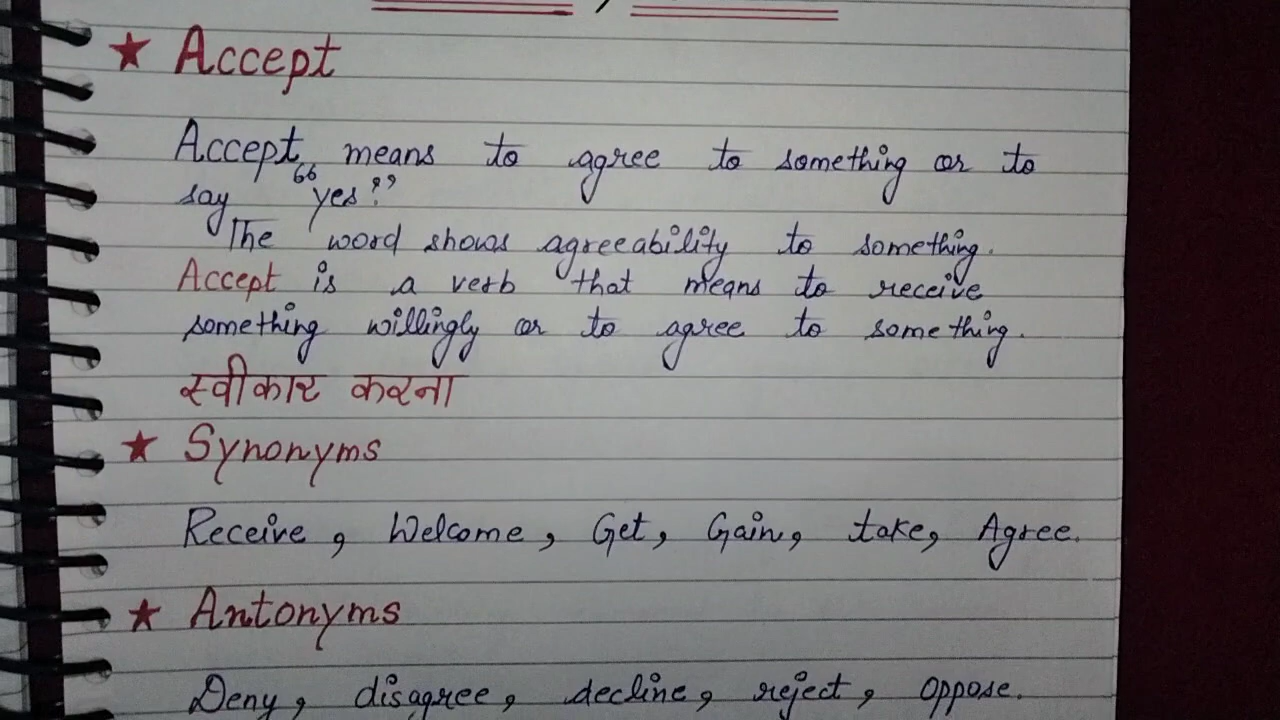 ★ Accept
Accept means to agree to something or to
say "yes"
The word shows agreeability to something.
Accept is a verb that means to receive
something willingly or to agree to something.
स्वीकार करना
★ Synonyms
Receive, Welcome, Get, Gain, take, Agree.
★ Antonyms
Deny, disagree, decline, reject, oppose.